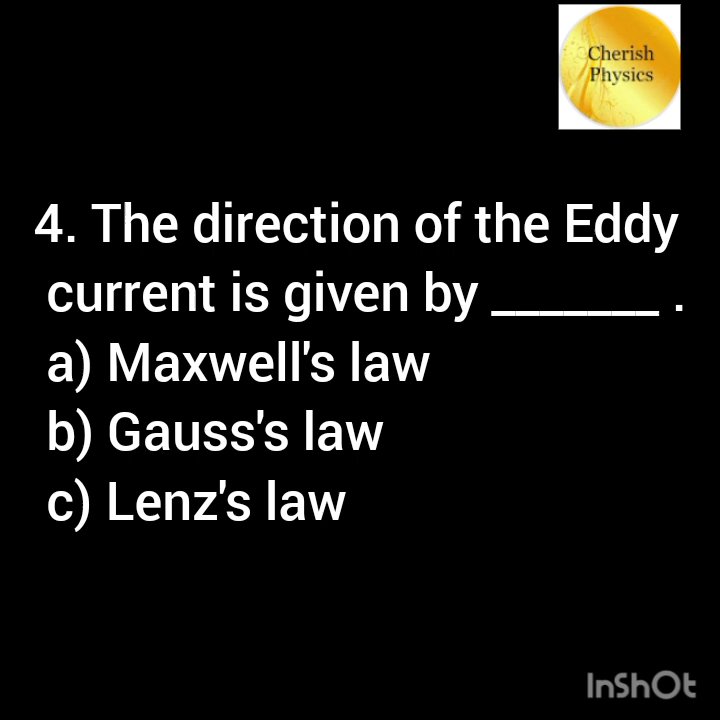 Cherish
Physics
4. The direction of the Eddy
current is given by _______ .
a) Maxwell's law
b) Gauss's law
c) Lenz's law
InShOt